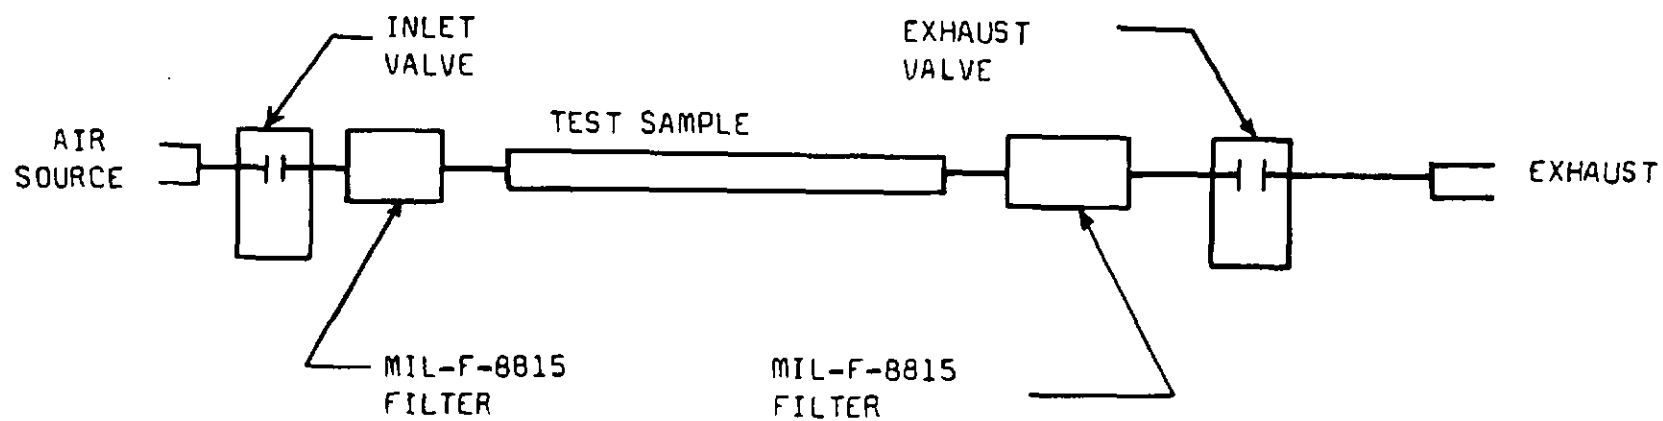 INLET
VALVE
EXHAUST
VALVE
AIR
SOURCE
TEST SAMPLE
EXHAUST
MIL-F-8815
FILTER
MIL-F-8815
FILTER